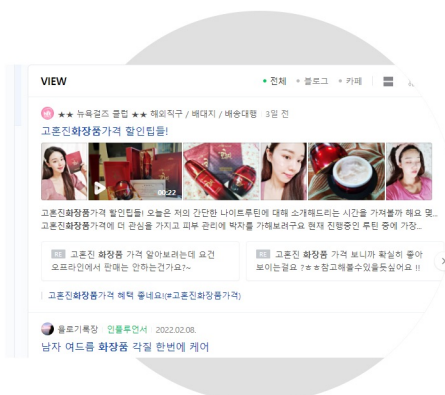 VIEW
• 전체 • 블로그 • 카페
★★ 뉴욕걸즈 클럽 ★★ 해외직구 / 배대지 / 배송대행 3일 전
고혼진화장품가격 할인팁들!
00:22
고혼진화장품가격 할인팁들! 오늘은 저의 간단한 나이트루틴에 대해 소개해드리는 시간을 가져볼까 해요 몇...
고혼진화장품가격에 더 관심을 가지고 피부 관리에 박차를 가해보려구요 현재 진행중인 루틴 중에 가장...
RE 고혼진 화장품 가격 알아보려는데 요건
오프라인에서 판매는 안하는건가요?~
RE 고혼진 화장품 가격 보니까 확실히 좋아
보이는걸요 ?ㅎㅎ참고해볼수있을듯싶어요 !!
고혼진화장품가격 혜택 좋네요!(#고혼진화장품가격)
율로기록장 인플루언서 2022.02.08.
남자 여드름 화장품 각질 한번에 케어